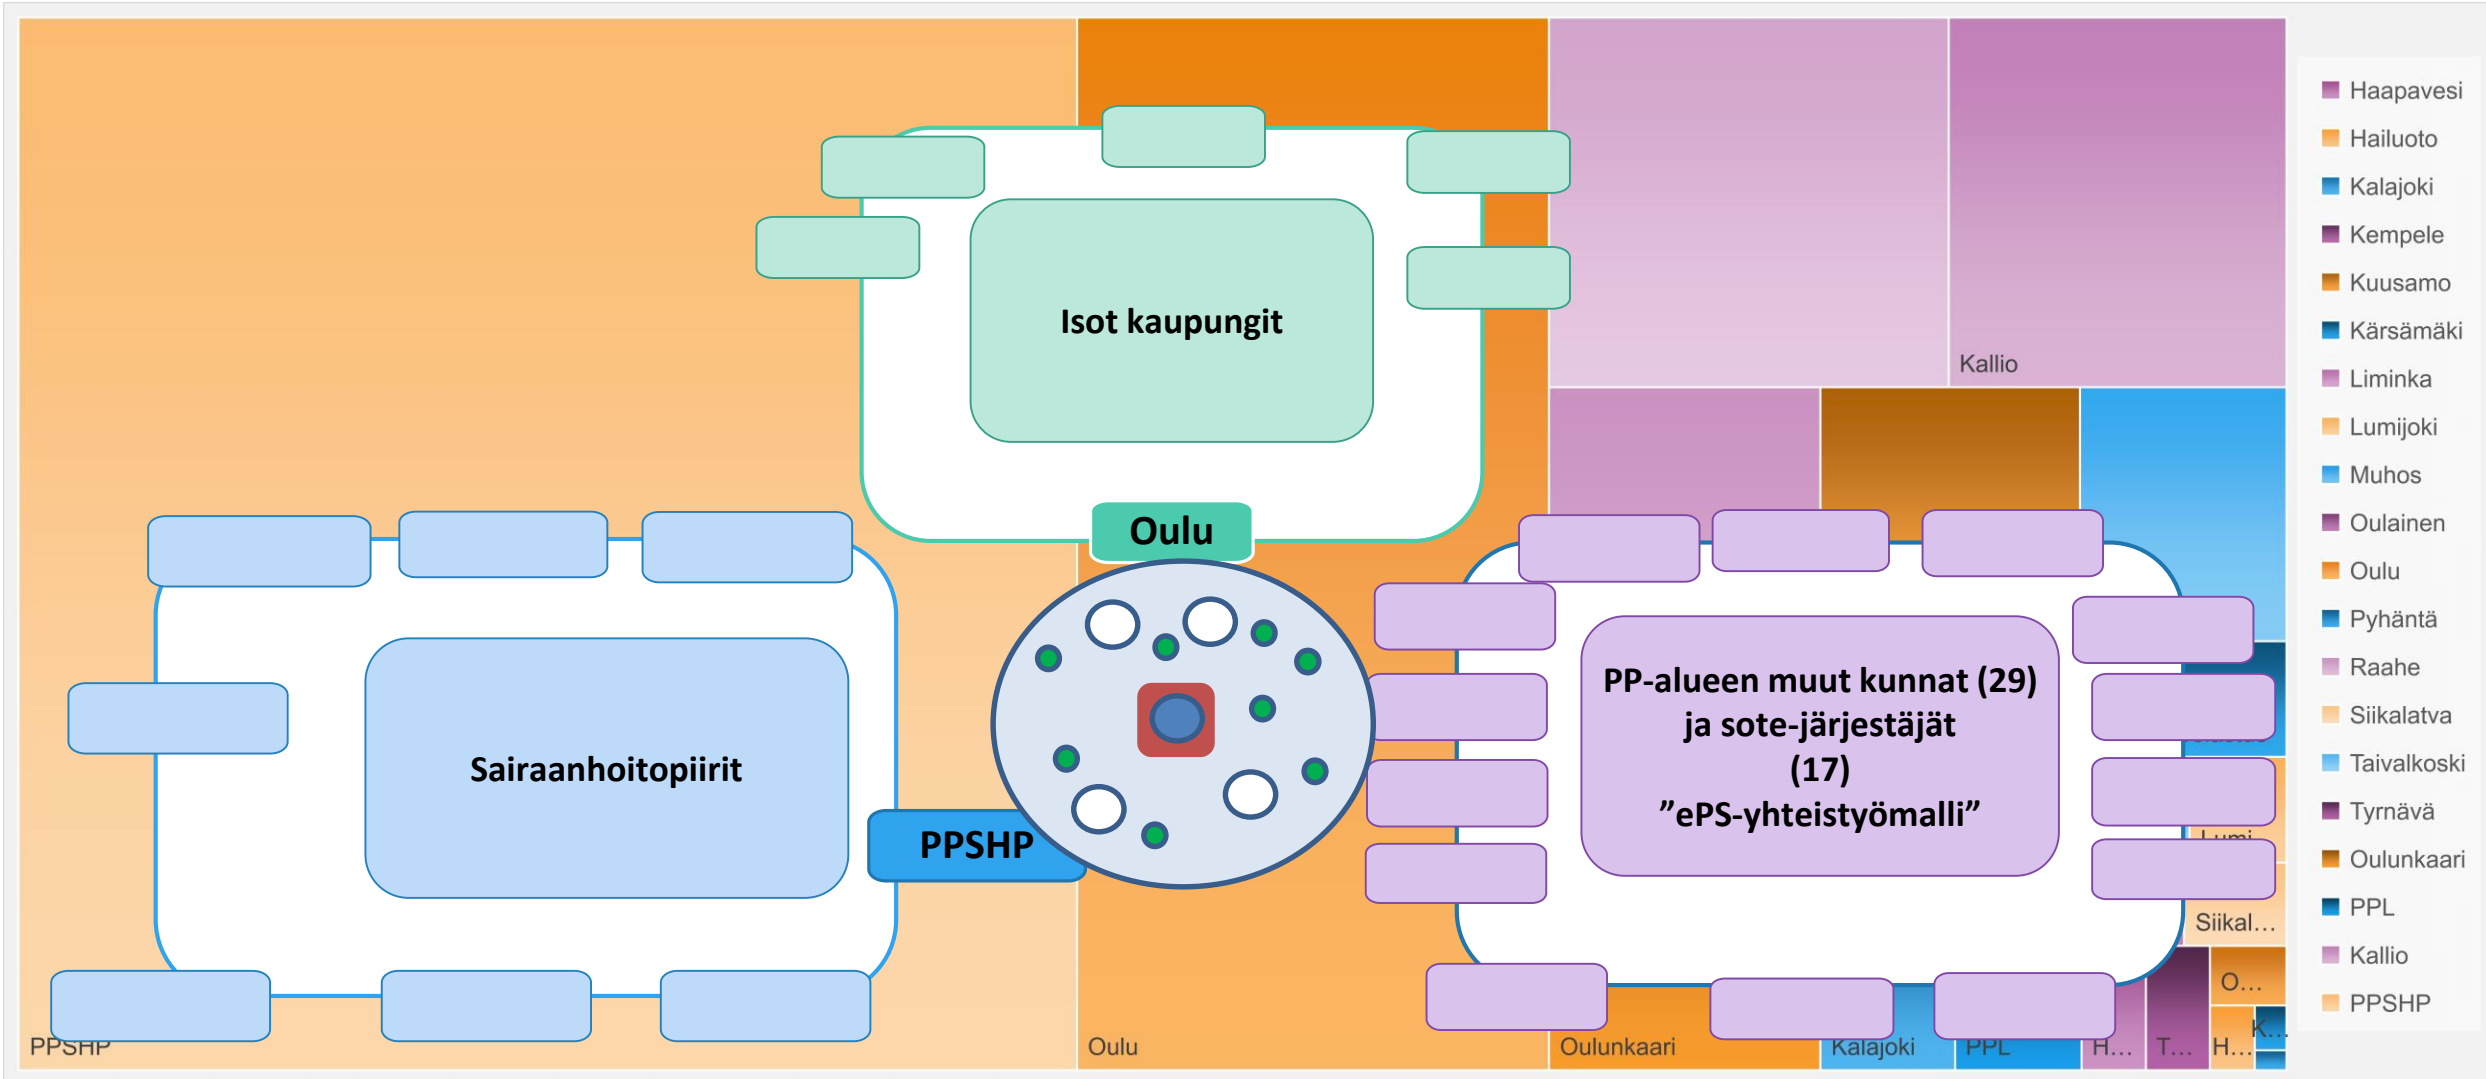 Isot kaupungit
Kallio
Oulu
Sairaanhoitopiirit
PPSHP
PP-alueen muut kunnat (29)
ja sote-järjestäjät
(17)
”ePS-yhteistyömalli”
Lumi...
Siikal...
O...
K...
PPSHP
Oulu
Oulunkaari
Kalajoki
PPL
H...
T...
H...
Haapavesi
Hailuoto
Kalajoki
Kempele
Kuusamo
Kärsämäki
Liminka
Lumijoki
Muhos
Oulainen
Oulu
Pyhäntä
Raahe
Siikalatva
Taivalkoski
Tyrnävä
Oulunkaari
PPL
Kallio
PPSHP